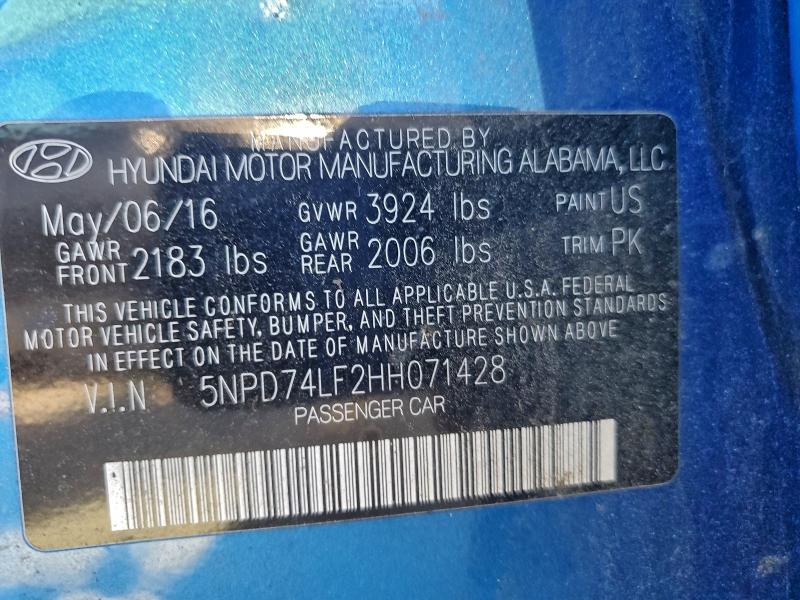 MANUFACTURED BY
HYUNDAI MOTOR MANUFACTURING ALABAMA, LLC
May/06/16 GVWR 3924 lbs PAINT US
GAWR FRONT 2183 lbs GAWR REAR 2006 lbs TRIM PK
THIS VEHICLE CONFORMS TO ALL APPLICABLE U.S.A. FEDERAL
MOTOR VEHICLE SAFETY, BUMPER, AND THEFT PREVENTION STANDARDS
IN EFFECT ON THE DATE OF MANUFACTURE SHOWN ABOVE
V.I.N 5NPD74LF2HH071428
PASSENGER CAR